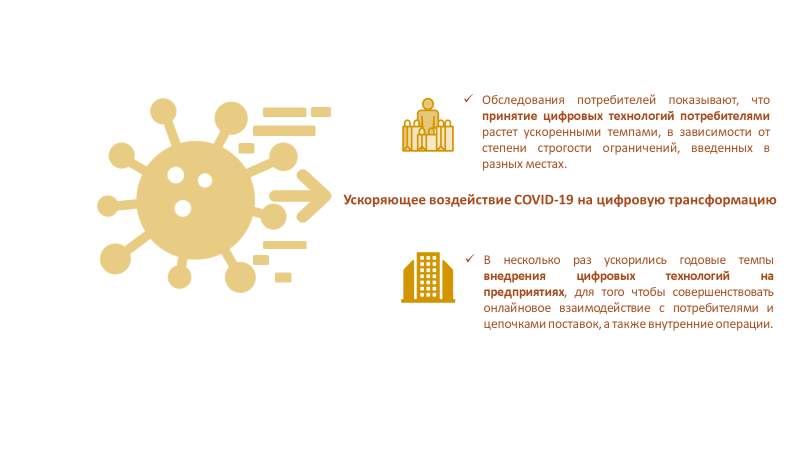 ✓ Обследования потребителей показывают, что
принятие цифровых технологий потребителями
растет ускоренными темпами, в зависимости от
степени строгости ограничений, введенных в
разных местах.
Ускоряющее воздействие COVID-19 на цифровую трансформацию
✓ В несколько раз ускорились годовые темпы
внедрения цифровых технологий на
предприятиях, для того чтобы совершенствовать
онлайновое взаимодействие с потребителями и
цепочками поставок, а также внутренние операции.